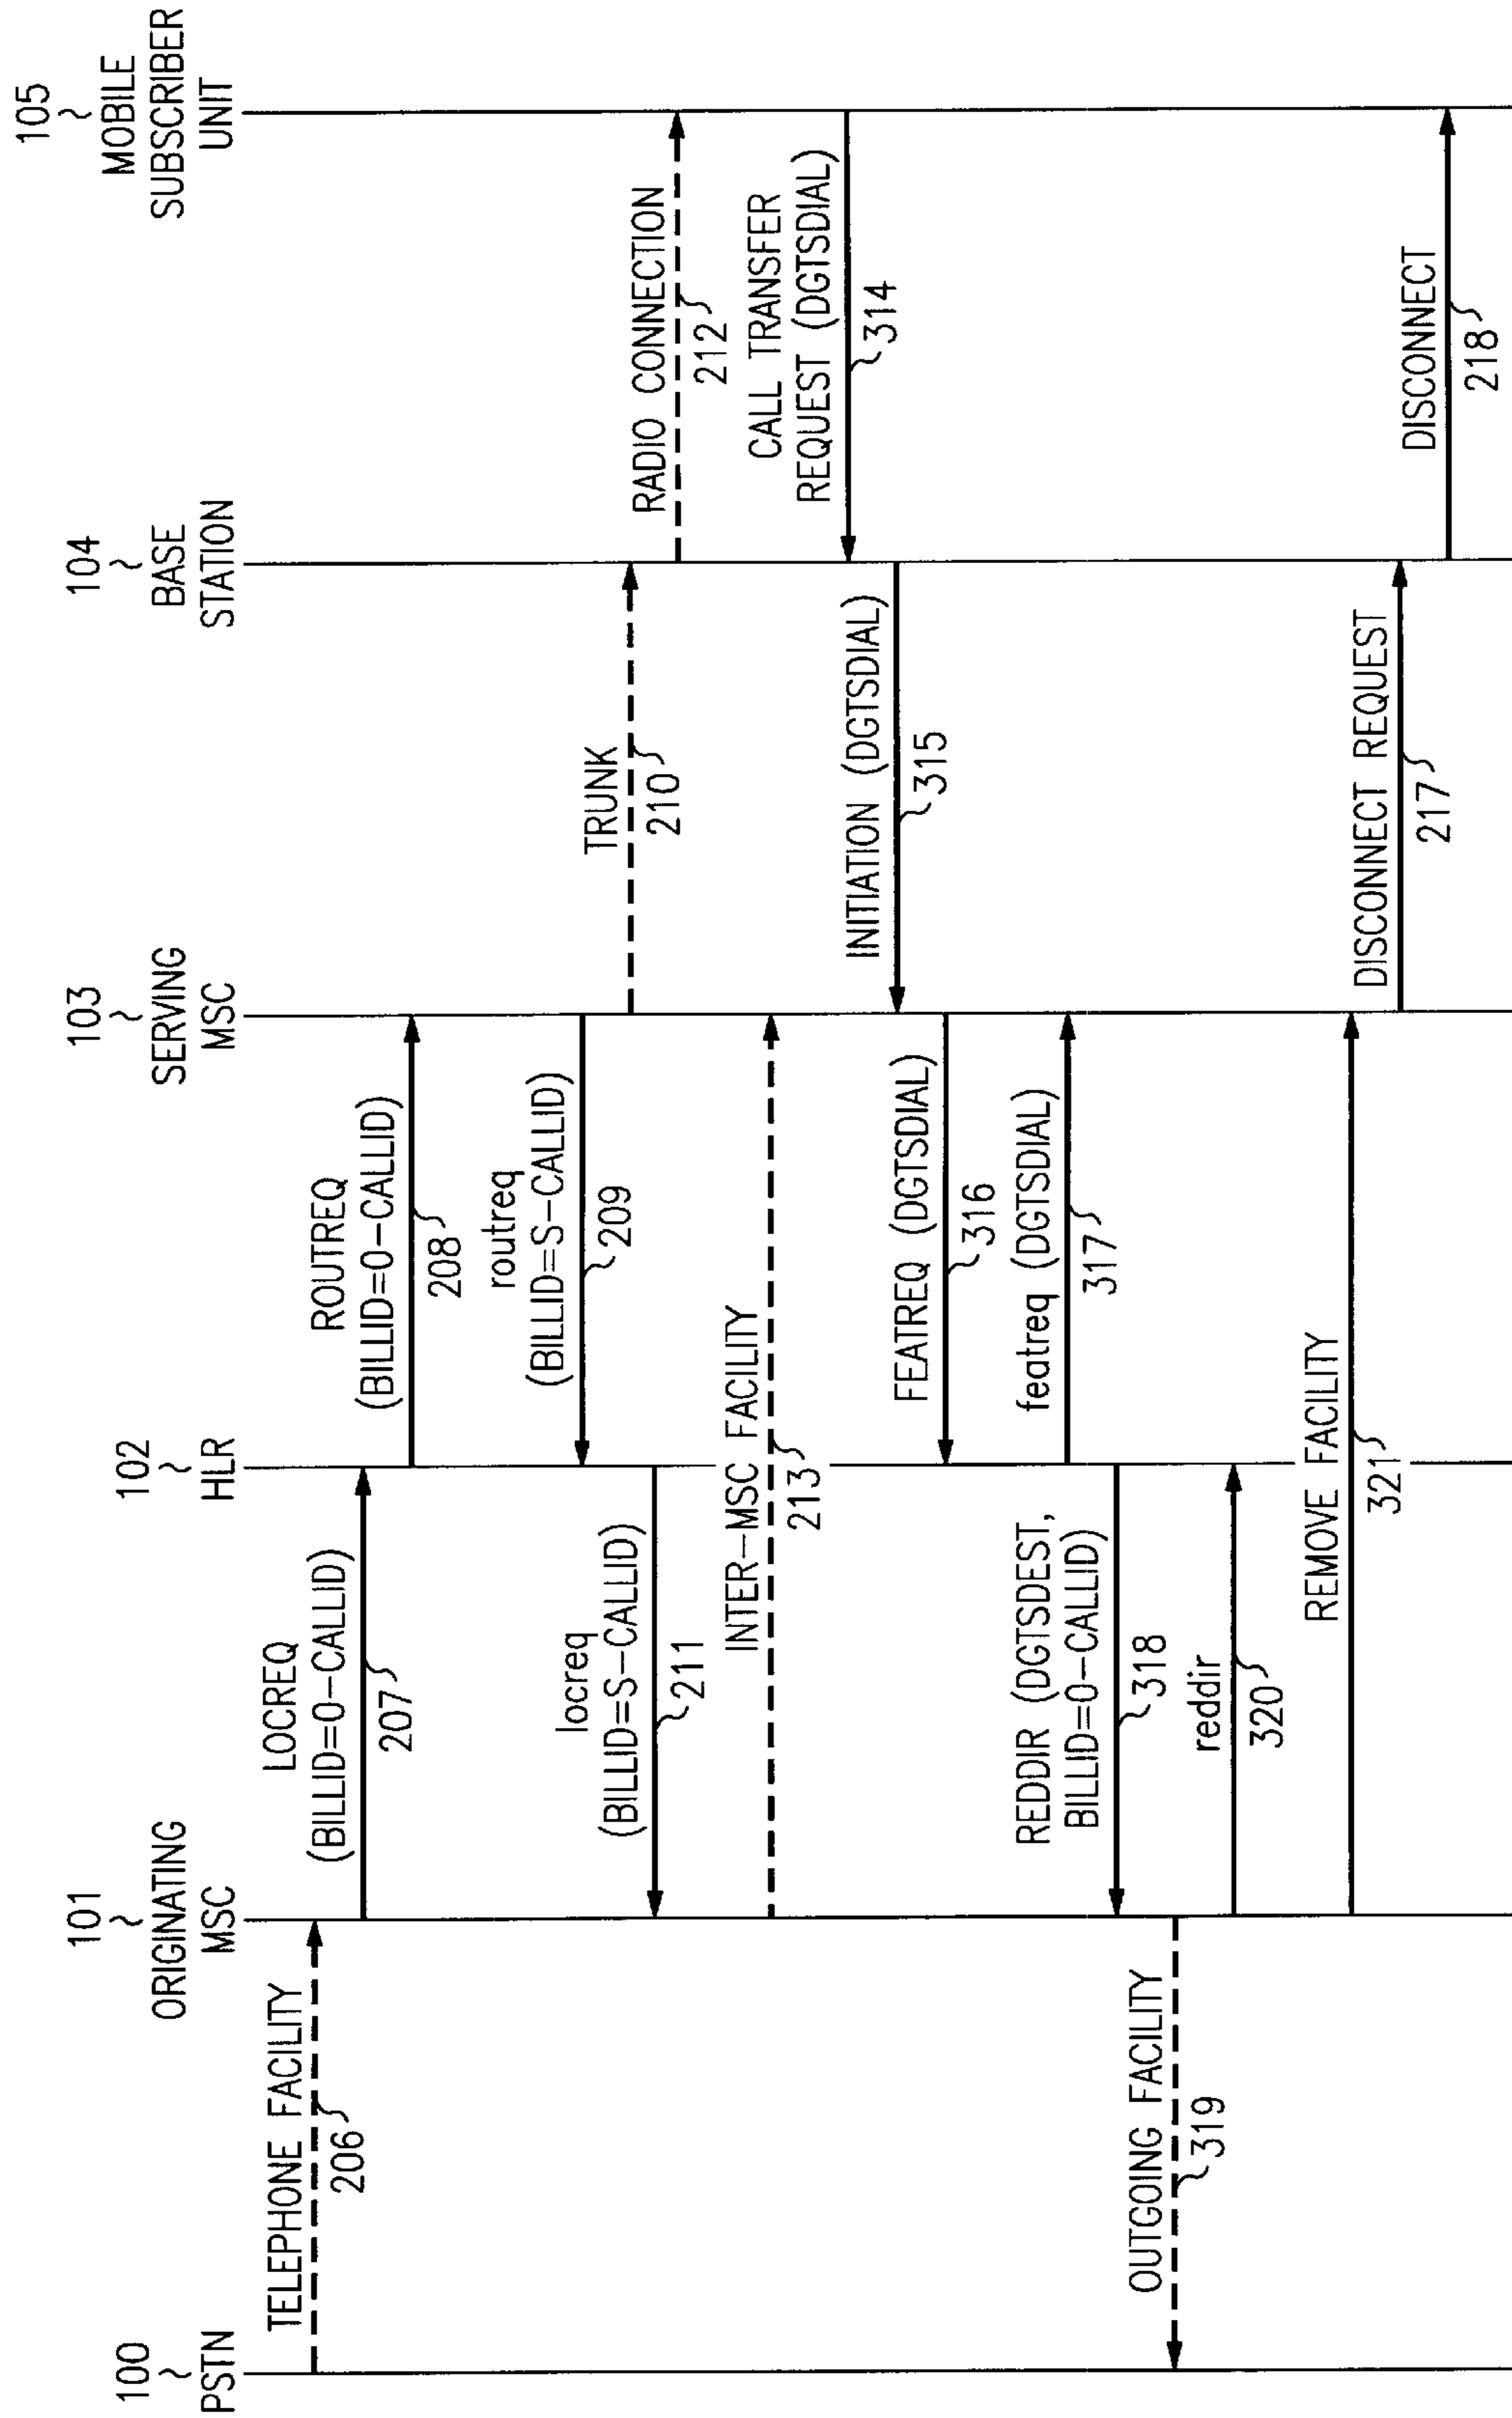 100
PSTN
101
ORIGINATING
MSC
102
HLR
103
SERVING
MSC
104
BASE
STATION
105
MOBILE
SUBSCRIBER
UNIT
TELEPHONE FACILITY
206
LOCREQ
(BILLID=O-CALLID)
207
ROUTREQ
(BILLID=O-CALLID)
208
routreq
(BILLID=S-CALLID)
209
TRUNK
210
locreq
(BILLID=S-CALLID)
211
RADIO CONNECTION
212
INTER-MSC FACILITY
213
CALL TRANSFER
REQUEST (DGTSDIAL)
314
INITIATION (DGTSDIAL)
315
FEATREQ (DGTSDIAL)
316
featreq (DGTSDIAL)
317
REDDIR (DGTSDEST,
BILLID=O-CALLID)
318
OUTGOING FACILITY
319
reddir
320
REMOVE FACILITY
321
DISCONNECT REQUEST
217
DISCONNECT
218